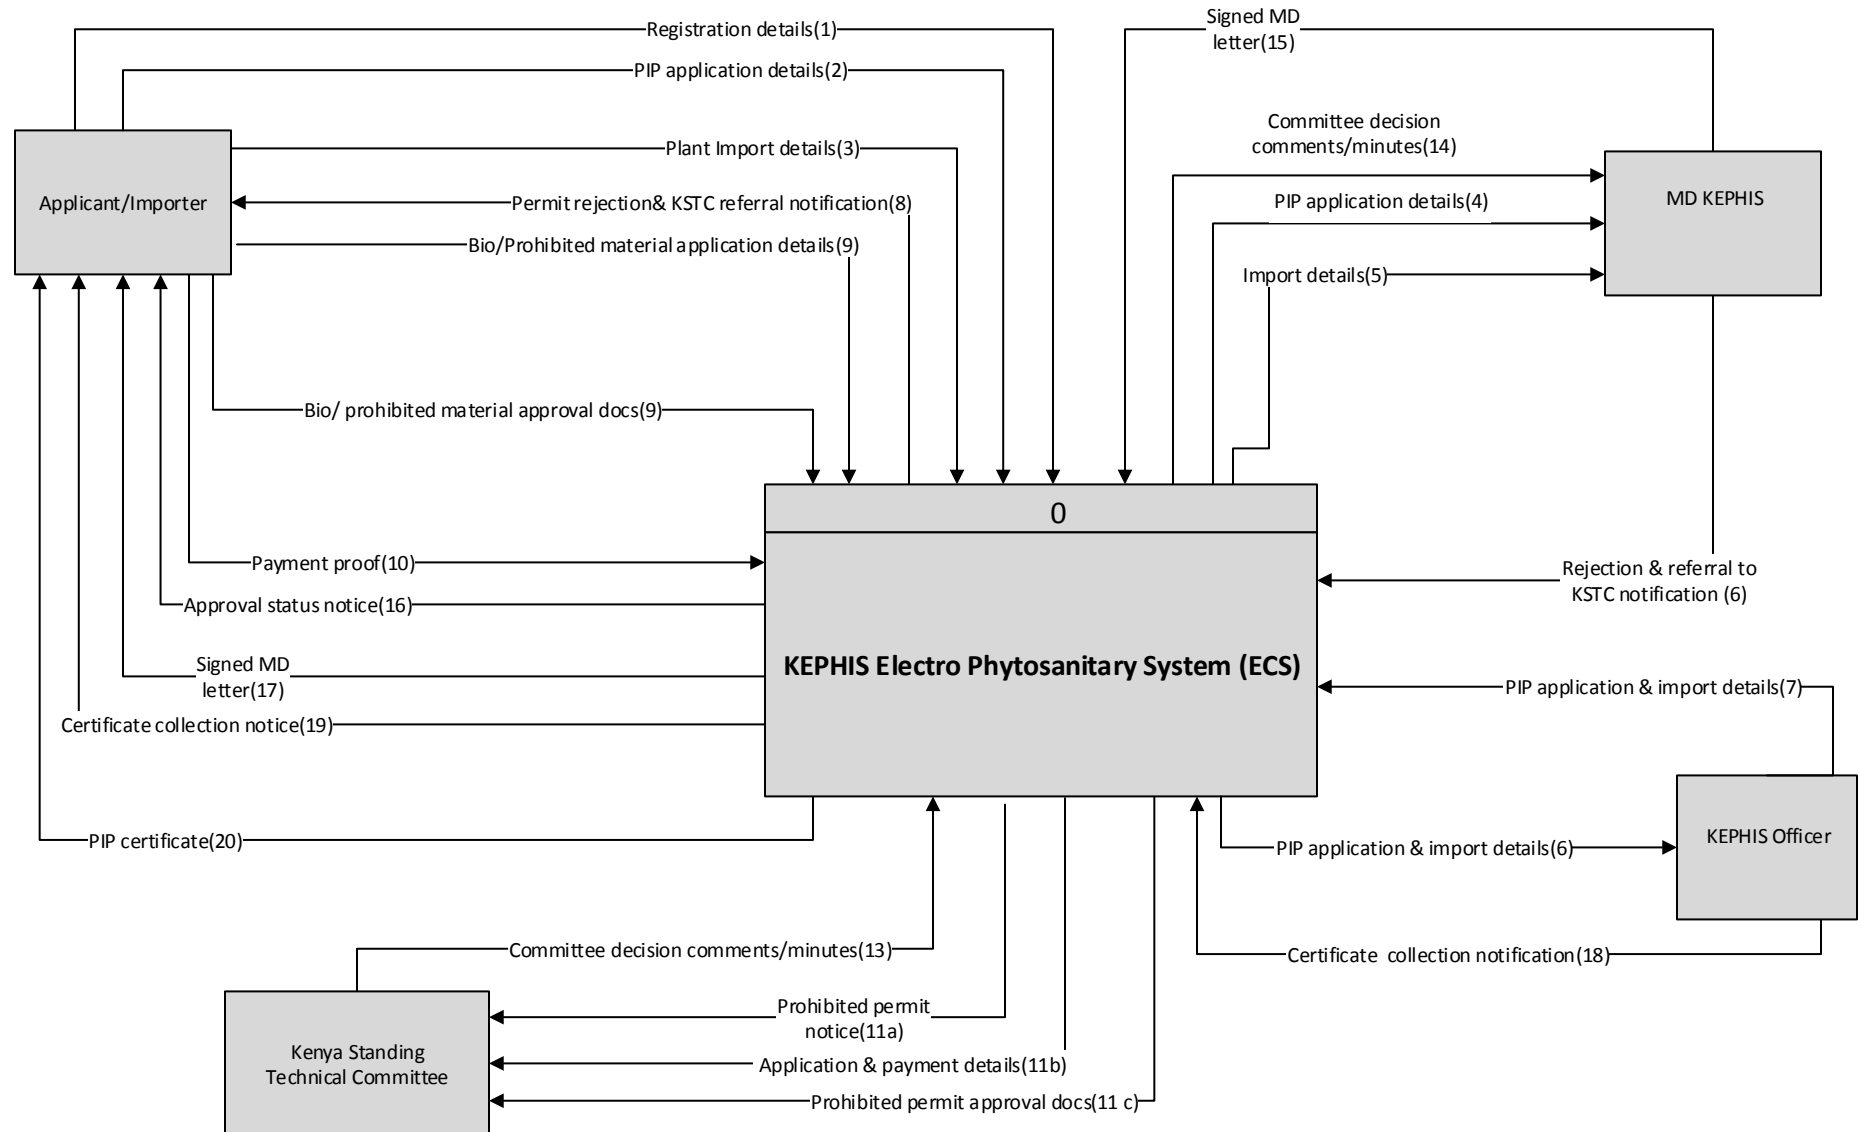 Registration details(1)
Signed MD
letter(15)
PIP application details(2)
Committee decision
comments/minutes(14)
Plant Import details(3)
Applicant/Importer
Permit rejection& KSTC referral notification(8)
PIP application details(4)
MD KEPHIS
Bio/Prohibited material application details(9)
Import details(5)
Bio/ prohibited material approval docs(9)
0
Payment proof(10)
Rejection & referral to
KSTC notification (6)
Approval status notice(16)
KEPHIS Electro Phytosanitary System (ECS)
Signed MD
letter(17)
PIP application & import details(7)
Certificate collection notice(19)
PIP certificate(20)
PIP application & import details(6)
KEPHIS Officer
Committee decision comments/minutes(13)
Certificate collection notification(18)
Prohibited permit
notice(11a)
Kenya Standing
Technical Committee
Application & payment details(11b)
Prohibited permit approval docs(11 c)